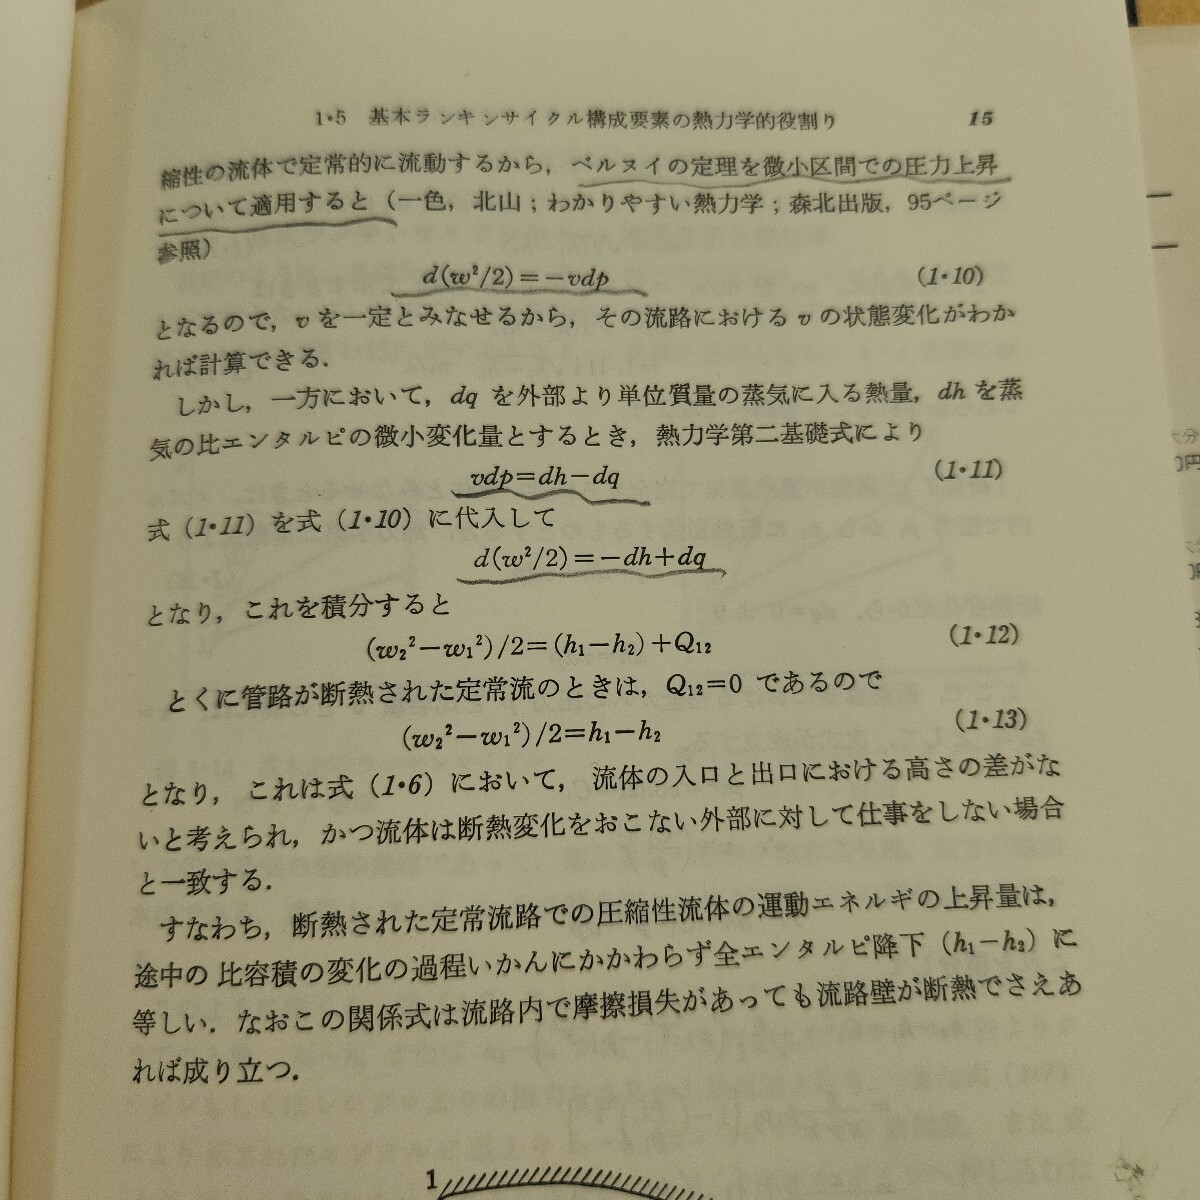 1・5 基本ランキンサイクル構成要素の熱力学的役割り 15
縮性の流体で定常的に流動するから，ベルヌイの定理を微小区間での圧力上昇
について適用すると（一色，北山；わかりやすい熱力学；森北出版，95ページ
参照）
d(w²/2)=−vdp (1・10)
となるので，v を一定とみなせるから，その流路における v の状態変化がわか
れば計算できる．
しかし，一方において，dq を外部より単位質量の蒸気に入る熱量，dh を蒸
気の比エンタルピの微小変化量とするとき，熱力学第二基礎式により
vdp=dh−dq (1・11)
式（1・11）を式（1・10）に代入して
d(w²/2)=−dh+dq
となり，これを積分すると
(w₂²−w₁²)/2=(h₁−h₂)+Q₁₂ (1・12)
とくに管路が断熱された定常流のときは，Q₁₂=0 であるので
(w₂²−w₁²)/2=h₁−h₂ (1・13)
となり，これは式（1・6）において，流体の入口と出口における高さの差がな
いと考えられ，かつ流体は断熱変化をおこない外部に対して仕事をしない場合
と一致する．
すなわち，断熱された定常流路での圧縮性流体の運動エネルギの上昇量は，
途中の比容積の変化の過程いかんにかかわらず全エンタルピ降下（h₁−h₂）に
等しい．なおこの関係式は流路内で摩擦損失があっても流路壁が断熱でさえあ
れば成り立つ．
1